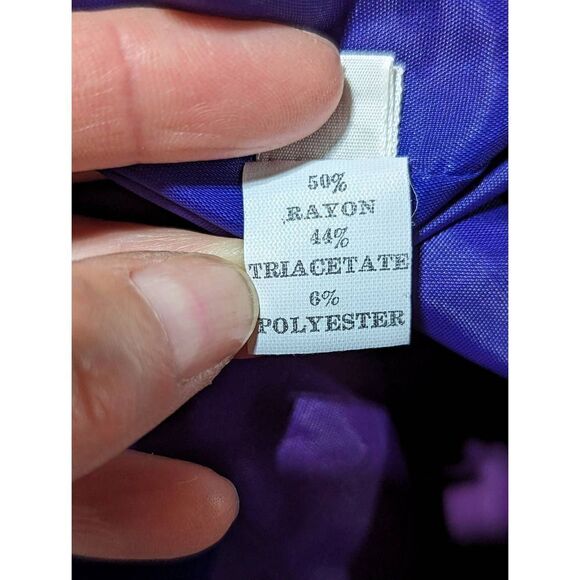 50%
RAYON
44%
TRIACETATE
6%
POLYESTER